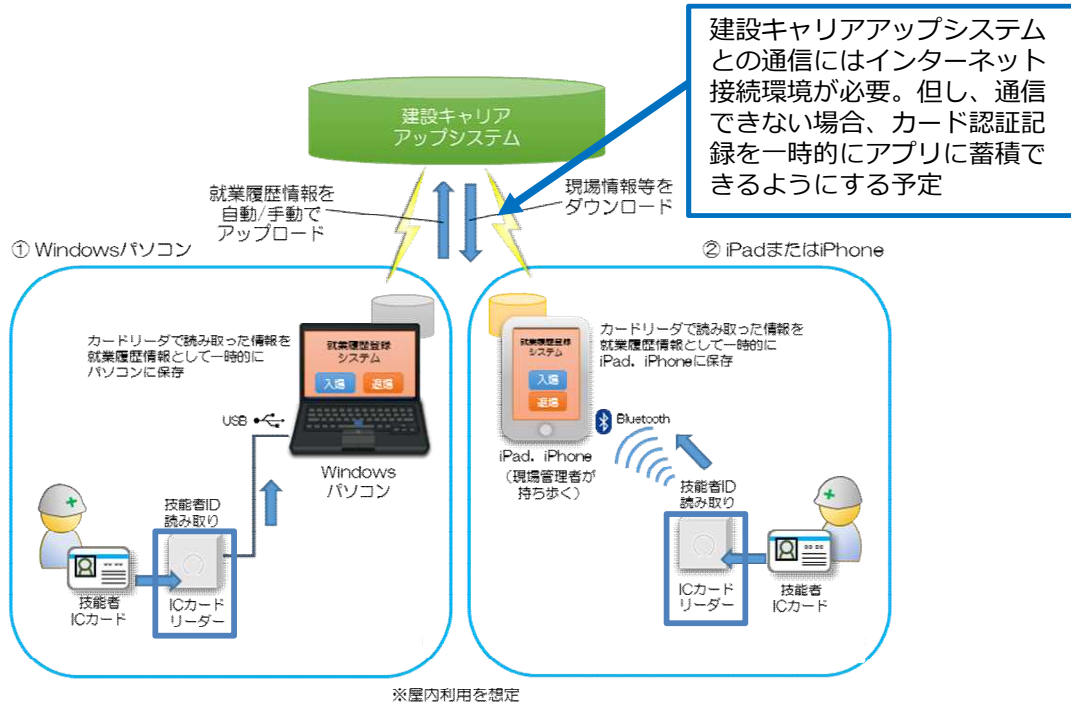 建設キャリアアップシステム
との通信にはインターネット
接続環境が必要。但し、通信
できない場合、カード認証記
録を一時的にアプリに蓄積で
きるようにする予定
建設キャリア
アップシステム
就業履歴情報を
自動/手動で
アップロード
現場情報等を
ダウンロード
① Windowsパソコン
カードリーダで読み取った情報を
就業履歴情報として一時的に
パソコンに保存
就業履歴登録
システム
入場 退場
USB
Windows
パソコン
技能者ID
読み取り
技能者
ICカード
ICカード
リーダー
② iPadまたはiPhone
カードリーダで読み取った情報を
就業履歴情報として一時的に
iPad、iPhoneに保存
就業履歴登録
システム
入場
退場
Bluetooth
iPad、iPhone
（現場管理者が
持ち歩く）
技能者ID
読み取り
ICカード
リーダー
技能者
ICカード
※屋内利用を想定